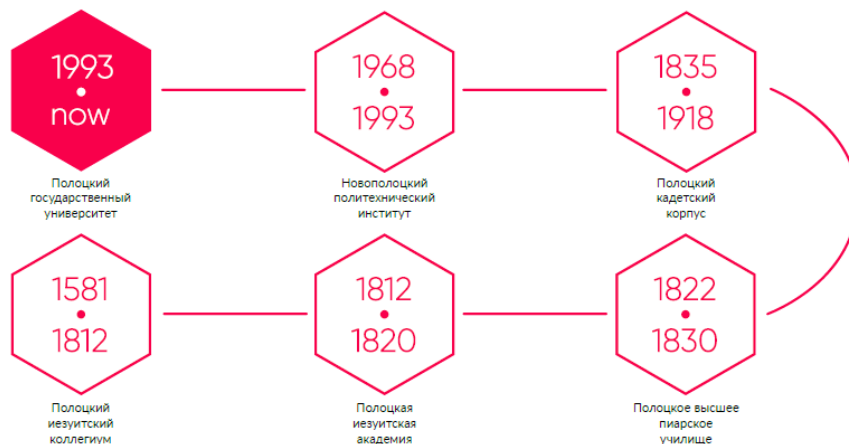 1993
now
Полоцкий
государственный
университет
1968
1993
Новополоцкий
политехнический
институт
1835
1918
Полоцкий
кадетский
корпус
1581
1812
Полоцкий
иезуитский
коллегиум
1812
1820
Полоцкая
иезуитская
академия
1822
1830
Полоцкое высшее
пиарское
училище